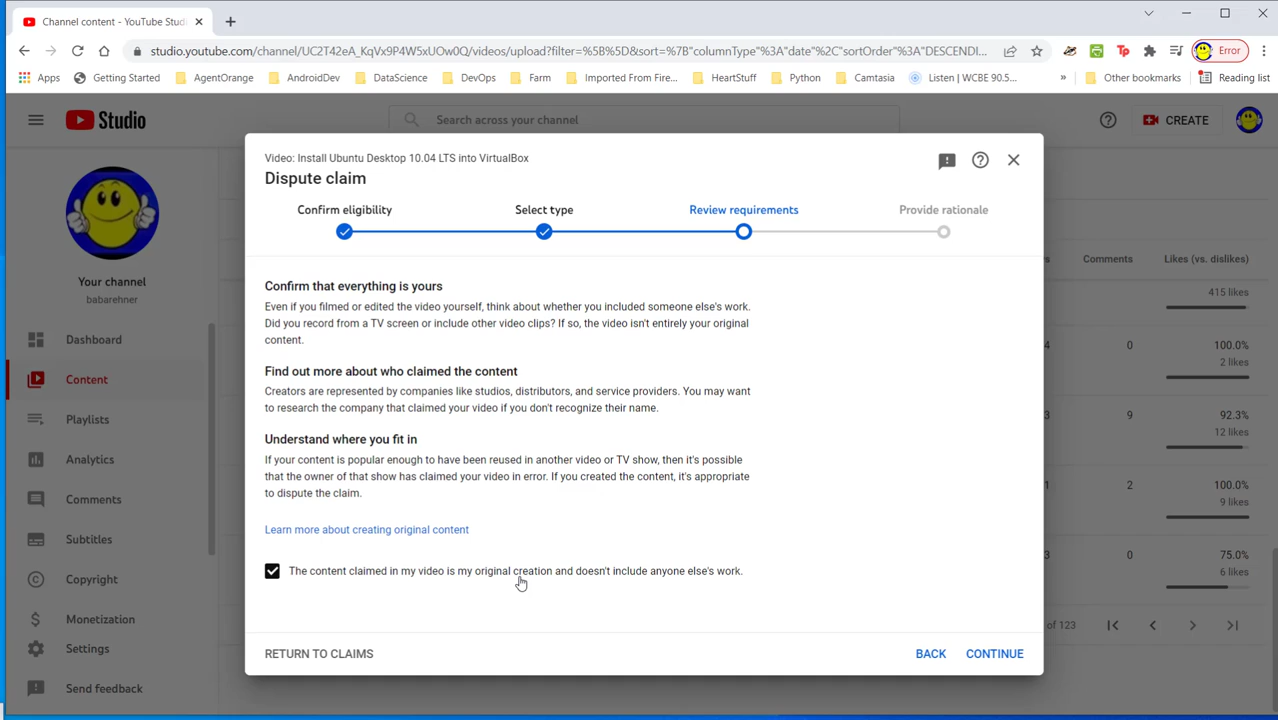 Channel content - YouTube Stud
studio.youtube.com/channel/UC2T42eA_KqVx9P4W5xUOw0Q/videos/upload?filter=%5B%5D&sort=%7B"columnType"%3A"date"%2C"sortOrder"%3A"DESCENDI...
Error
Apps Getting Started AgentOrange AndroidDev DataScience DevOps Farm Imported From Fire... HeartStuff Python Camtasia Listen | WCBE 90.5... » Other bookmarks Reading list
Studio
Search across your channel
CREATE
Your channel
babarehner
Dashboard
Content
Playlists
Analytics
Comments
Subtitles
Copyright
Monetization
Settings
Send feedback
Video: Install Ubuntu Desktop 10.04 LTS into VirtualBox
Dispute claim
Confirm eligibility Select type Review requirements Provide rationale
Confirm that everything is yours
Even if you filmed or edited the video yourself, think about whether you included someone else's work.
Did you record from a TV screen or include other video clips? If so, the video isn't entirely your original
content.
Find out more about who claimed the content
Creators are represented by companies like studios, distributors, and service providers. You may want
to research the company that claimed your video if you don't recognize their name.
Understand where you fit in
If your content is popular enough to have been reused in another video or TV show, then it's possible
that the owner of that show has claimed your video in error. If you created the content, it's appropriate
to dispute the claim.
Learn more about creating original content
The content claimed in my video is my original creation and doesn't include anyone else's work.
RETURN TO CLAIMS BACK CONTINUE
s Comments Likes (vs. dislikes)
415 likes
4 0 100.0%
2 likes
3 9 92.3%
12 likes
1 2 100.0%
9 likes
3 0 75.0%
6 likes
of 123